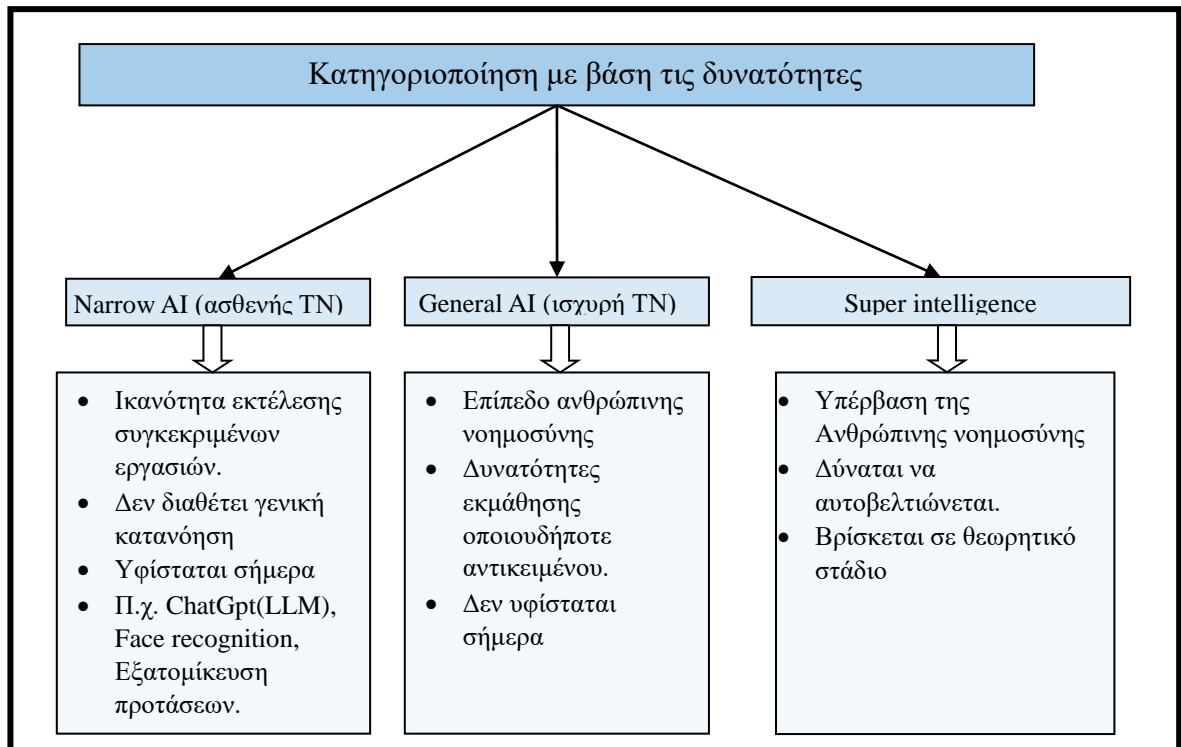 Κατηγοριοποίηση με βάση τις δυνατότητες
Narrow AI (ασθενής ΤΝ)
General AI (ισχυρή ΤΝ)
Super intelligence
• Ικανότητα εκτέλεσης
συγκεκριμένων
εργασιών.
• Δεν διαθέτει γενική
κατανόηση
• Υφίσταται σήμερα
• Π.χ. ChatGpt(LLM),
Face recognition,
Εξατομίκευση
προτάσεων.
• Επίπεδο ανθρώπινης
νοημοσύνης
• Δυνατότητες
εκμάθησης
οποιουδήποτε
αντικειμένου.
• Δεν υφίσταται
σήμερα
• Υπέρβαση της
Ανθρώπινης νοημοσύνης
• Δύναται να
αυτοβελτιώνεται.
• Βρίσκεται σε θεωρητικό
στάδιο